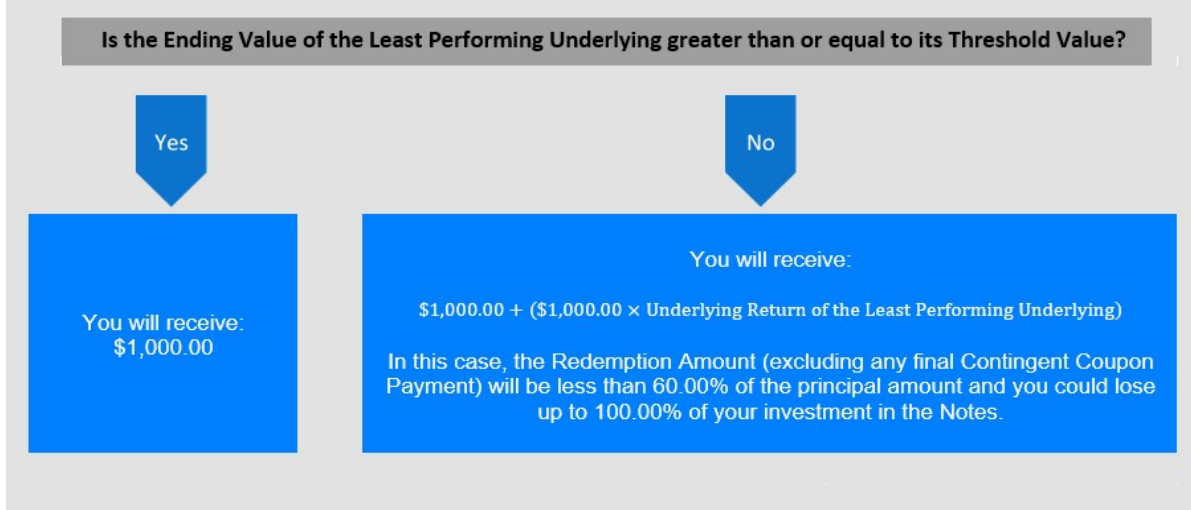 Is the Ending Value of the Least Performing Underlying greater than or equal to its Threshold Value?
Yes
No
You will receive:
$1,000.00
You will receive:
$1,000.00 + ($1,000.00 × Underlying Return of the Least Performing Underlying)
In this case, the Redemption Amount (excluding any final Contingent Coupon
Payment) will be less than 60.00% of the principal amount and you could lose
up to 100.00% of your investment in the Notes.